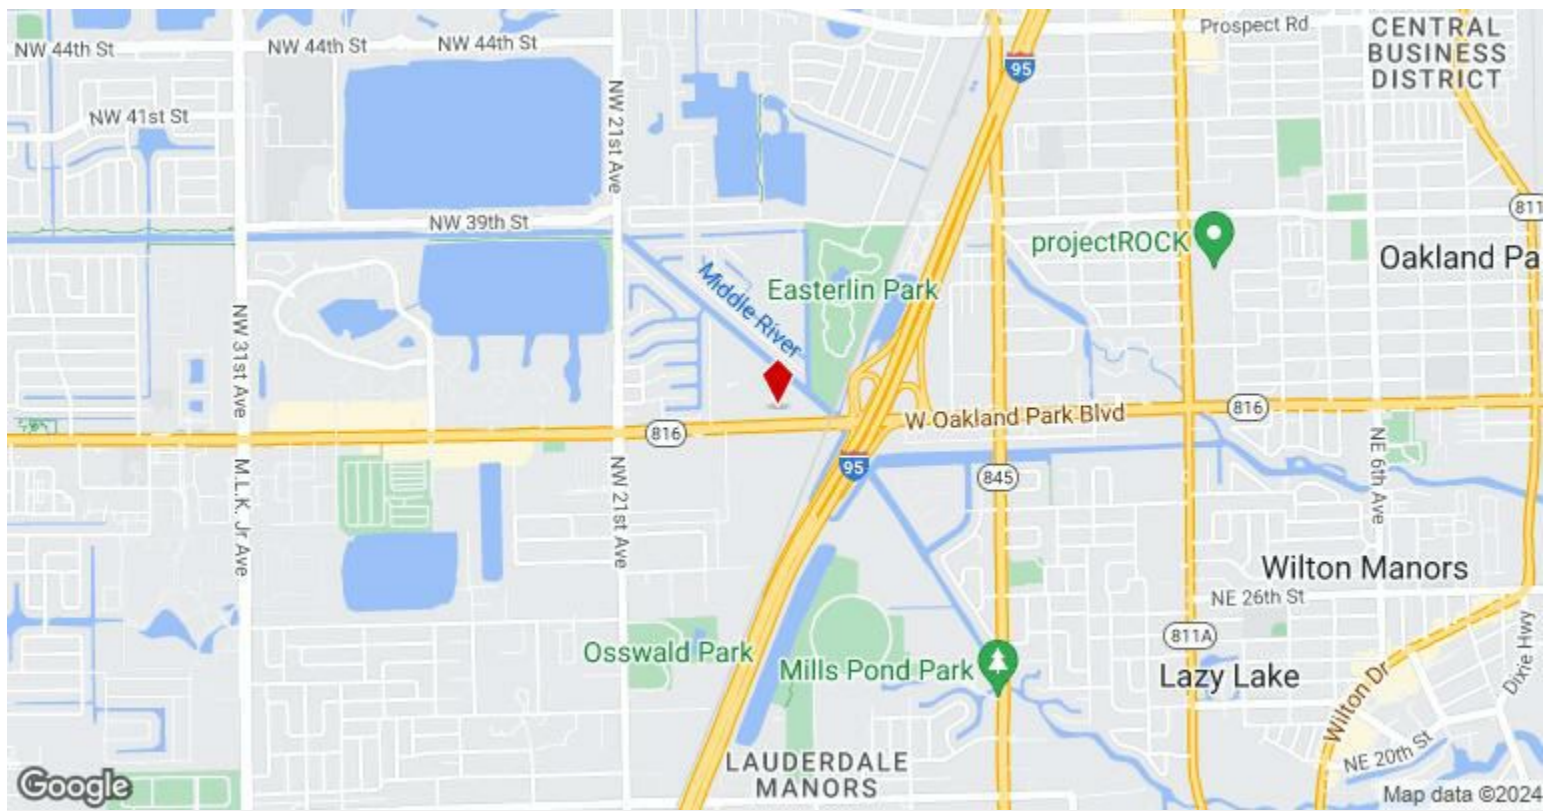 Prospect Rd
CENTRAL
BUSINESS
DISTRICT
NW 44th St
NW 44th St
NW 44th St
95
NW 41st St
NW 21st Ave
811
NW 39th St
projectROCK
Oakland Pa
Middle River
Easterlin Park
NW 31st Ave
816
W Oakland Park Blvd
816
NE 6th Ave
95
845
M.L.K. Jr Ave
NW 21st Ave
Wilton Manors
NE 26th St
811A
Osswald Park
Mills Pond Park
Lazy Lake
Dixie Hwy
Wilton Dr
NE 20th St
LAUDERDALE
MANORS
Google
Map data ©2024